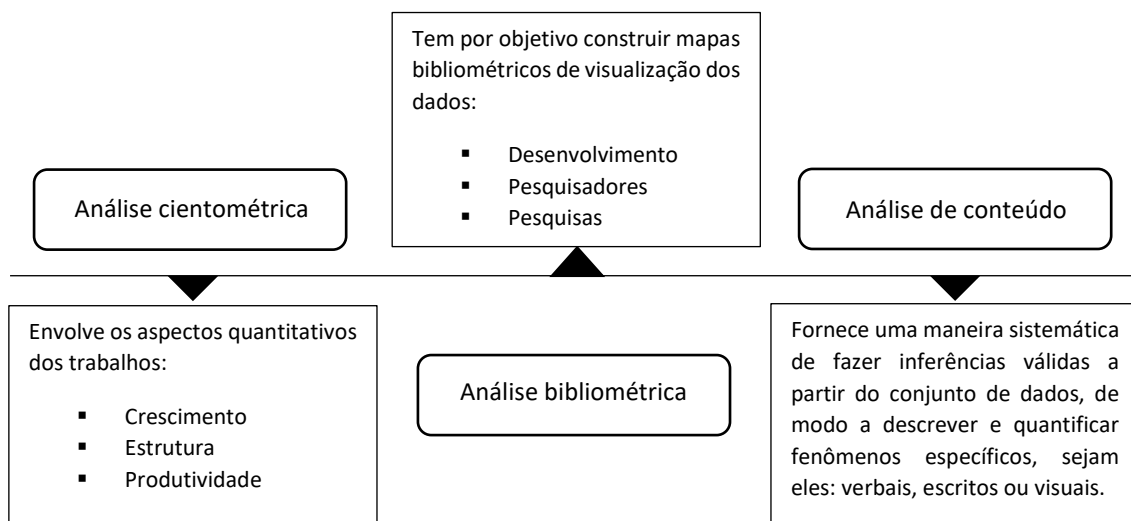 Análise cientométrica
Envolve os aspectos quantitativos
dos trabalhos:
▪ Crescimento
▪ Estrutura
▪ Produtividade
Tem por objetivo construir mapas
bibliométricos de visualização dos
dados:
▪ Desenvolvimento
▪ Pesquisadores
▪ Pesquisas
Análise bibliométrica
Análise de conteúdo
Fornece uma maneira sistemática
de fazer inferências válidas a
partir do conjunto de dados, de
modo a descrever e quantificar
fenômenos específicos, sejam
eles: verbais, escritos ou visuais.